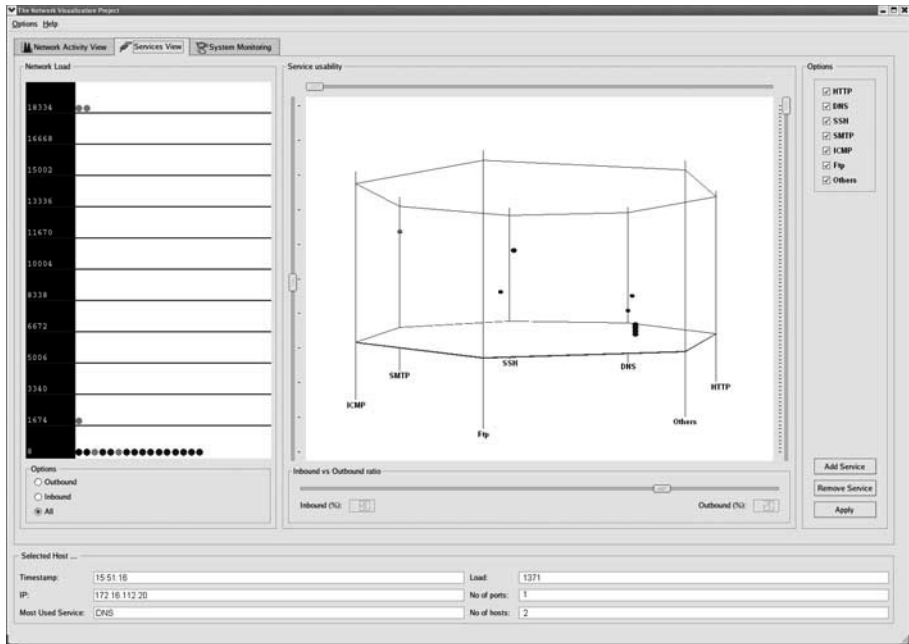 The Network Visualization Project
Options Help
Network Activity View Services View System Monitoring
Network Load
18334
16668
15002
13336
11670
10004
8338
6672
5006
3340
1674
8
Options
Outbound
Inbound
All
Service usability
ICMP
SMTP
Ftp
SSH
DNS
Others
HTTP
Inbound vs Outbound ratio
Inbound (%):
Outbound (%):
Options
HTTP
DNS
SSH
SMTP
ICMP
Ftp
Others
Add Service
Remove Service
Apply
Selected Host ...
Timestamp: 15:51:16
Load: 1371
IP: 172.16.112.20
No of ports: 1
Most Used Service: DNS
No of hosts: 2